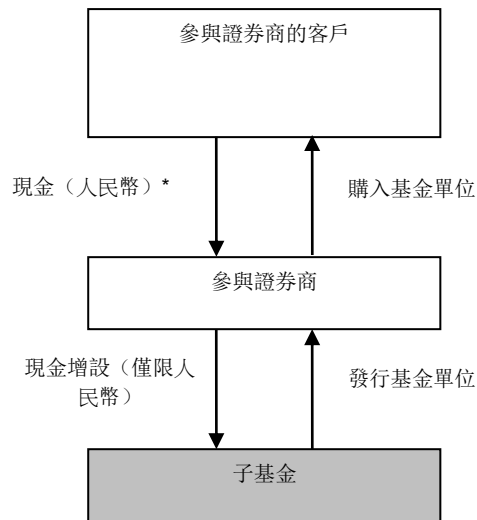 參與證券商的客戶
現金（人民幣）*
購入基金單位
參與證券商
現金增設（僅限人
民幣）
發行基金單位
子基金